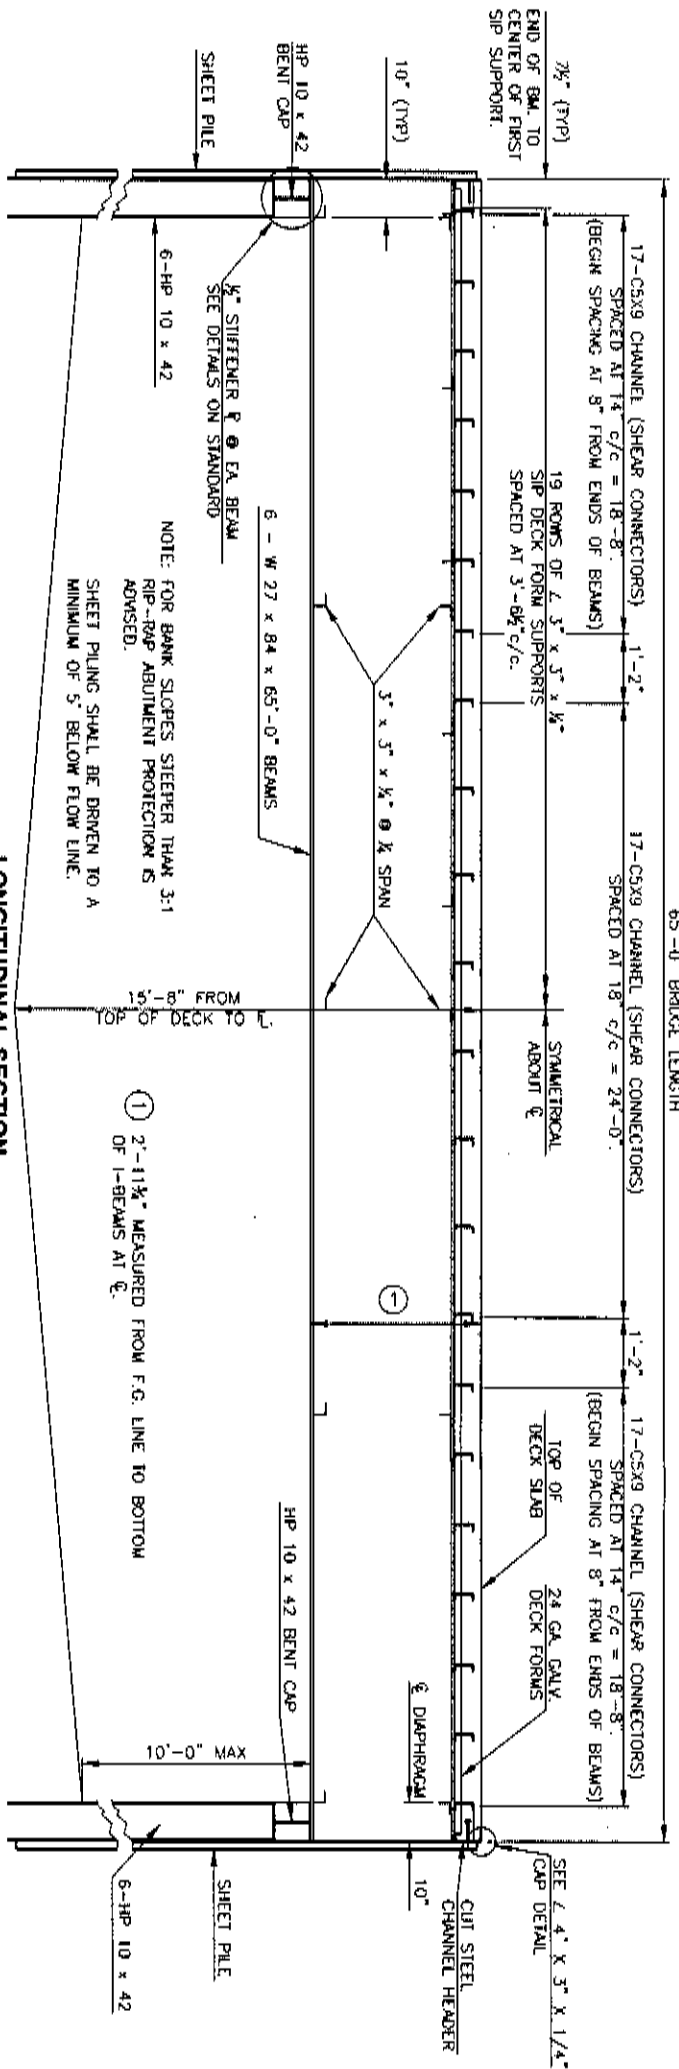 65'-0" BRIDGE LENGTH
7½" (TYP)
END OF BM. TO
CENTER OF FIRST
SIP SUPPORT.
17-C5X9 CHANNEL (SHEAR CONNECTORS)
SPACED AT 14" c/c = 18'-8".
(BEGIN SPACING AT 8" FROM ENDS OF BEAMS)
1'-2"
17-C5X9 CHANNEL (SHEAR CONNECTORS)
SPACED AT 18" c/c = 24'-0".
1'-2"
17-C5X9 CHANNEL (SHEAR CONNECTORS)
SPACED AT 14" c/c = 18'-8".
(BEGIN SPACING AT 8" FROM ENDS OF BEAMS)
SEE ∠ 4" X 3" X 1/4"
CAP DETAIL
19 ROWS OF ∠ 3" x 3" x ¼"
SIP DECK FORM SUPPORTS
SPACED AT 3'-6½" c/c.
SYMMETRICAL
ABOUT ℄
TOP OF
DECK SLAB
24 GA. GALV.
DECK FORMS
CUT STEEL
CHANNEL HEADER
10" (TYP)
3" x 3" x ¼" @ ¼ SPAN
1
℄ DIAPHRAGM
10"
HP 10 x 42
BENT CAP
½" STIFFENER ℄ @ EA. BEAM
SEE DETAILS ON STANDARD
6 - W 27 x 84 x 65'-0" BEAMS
HP 10 x 42 BENT CAP
SHEET PILE
6-HP 10 x 42
NOTE: FOR BANK SLOPES STEEPER THAN 3:1
RIP-RAP ABUTMENT PROTECTION IS
ADVISED.
SHEET PILING SHALL BE DRIVEN TO A
MINIMUM OF 5' BELOW FLOW LINE.
15'-8" FROM
TOP OF DECK TO ℄.
1 2'-11¾" MEASURED FROM F.G. LINE TO BOTTOM
OF I-BEAMS AT ℄.
10'-0" MAX
SHEET PILE
6-HP 10 x 42
LONGITUDINAL SECTION